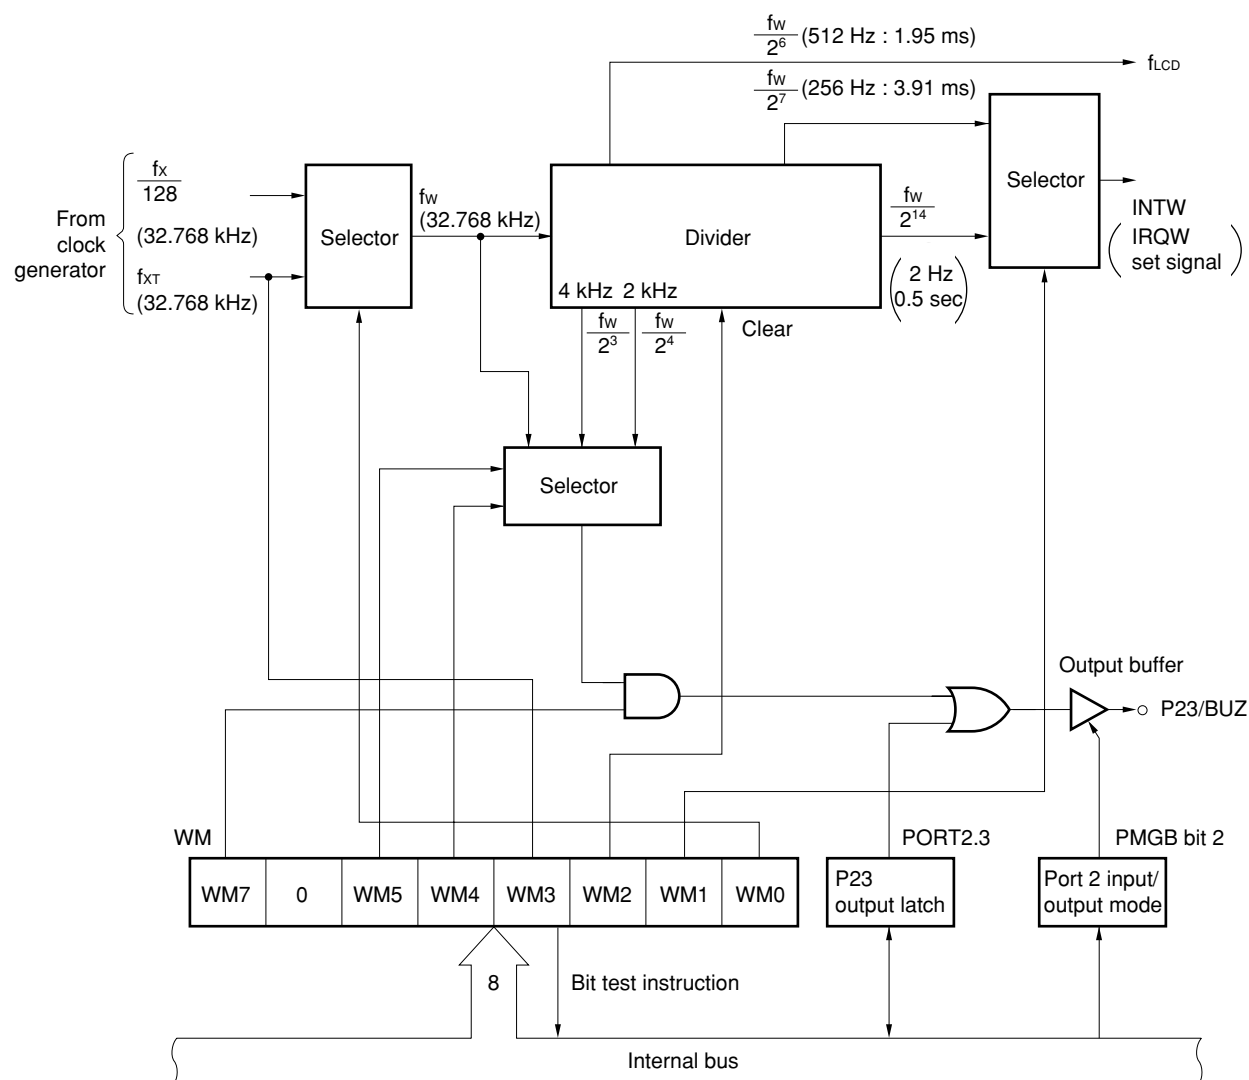 fW/2^6 (512 Hz : 1.95 ms)
fLCD
fW/2^7 (256 Hz : 3.91 ms)
From clock generator
fX/128
(32.768 kHz)
fXT
(32.768 kHz)
Selector
fW
(32.768 kHz)
Divider
4 kHz 2 kHz
fW/2^3
fW/2^4
Clear
fW/2^14
(2 Hz
0.5 sec)
Selector
INTW
(IRQW
set signal)
Selector
Output buffer
P23/BUZ
WM
PORT2.3
PMGB bit 2
WM7 0 WM5 WM4 WM3 WM2 WM1 WM0
P23
output latch
Port 2 input/
output mode
8
Bit test instruction
Internal bus